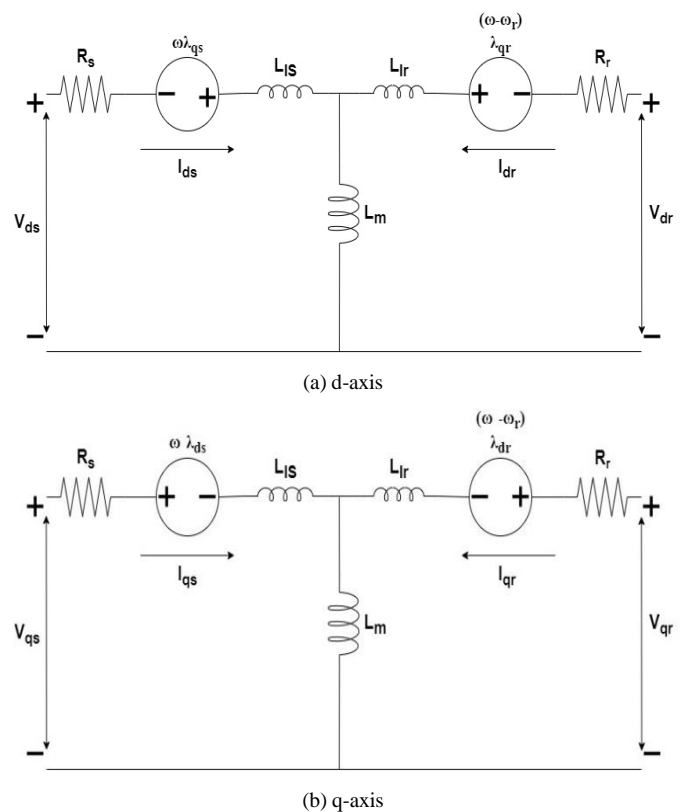 (ω-ωr)
Rs ωλqs LlS Llr λqr Rr
+ − + + − +
Ids Idr
Vds Lm Vdr
− −
(a) d-axis
(ω -ωr)
Rs ω λds LlS Llr λdr Rr
+ + − − + +
Iqs Iqr
Vqs Lm Vqr
− −
(b) q-axis